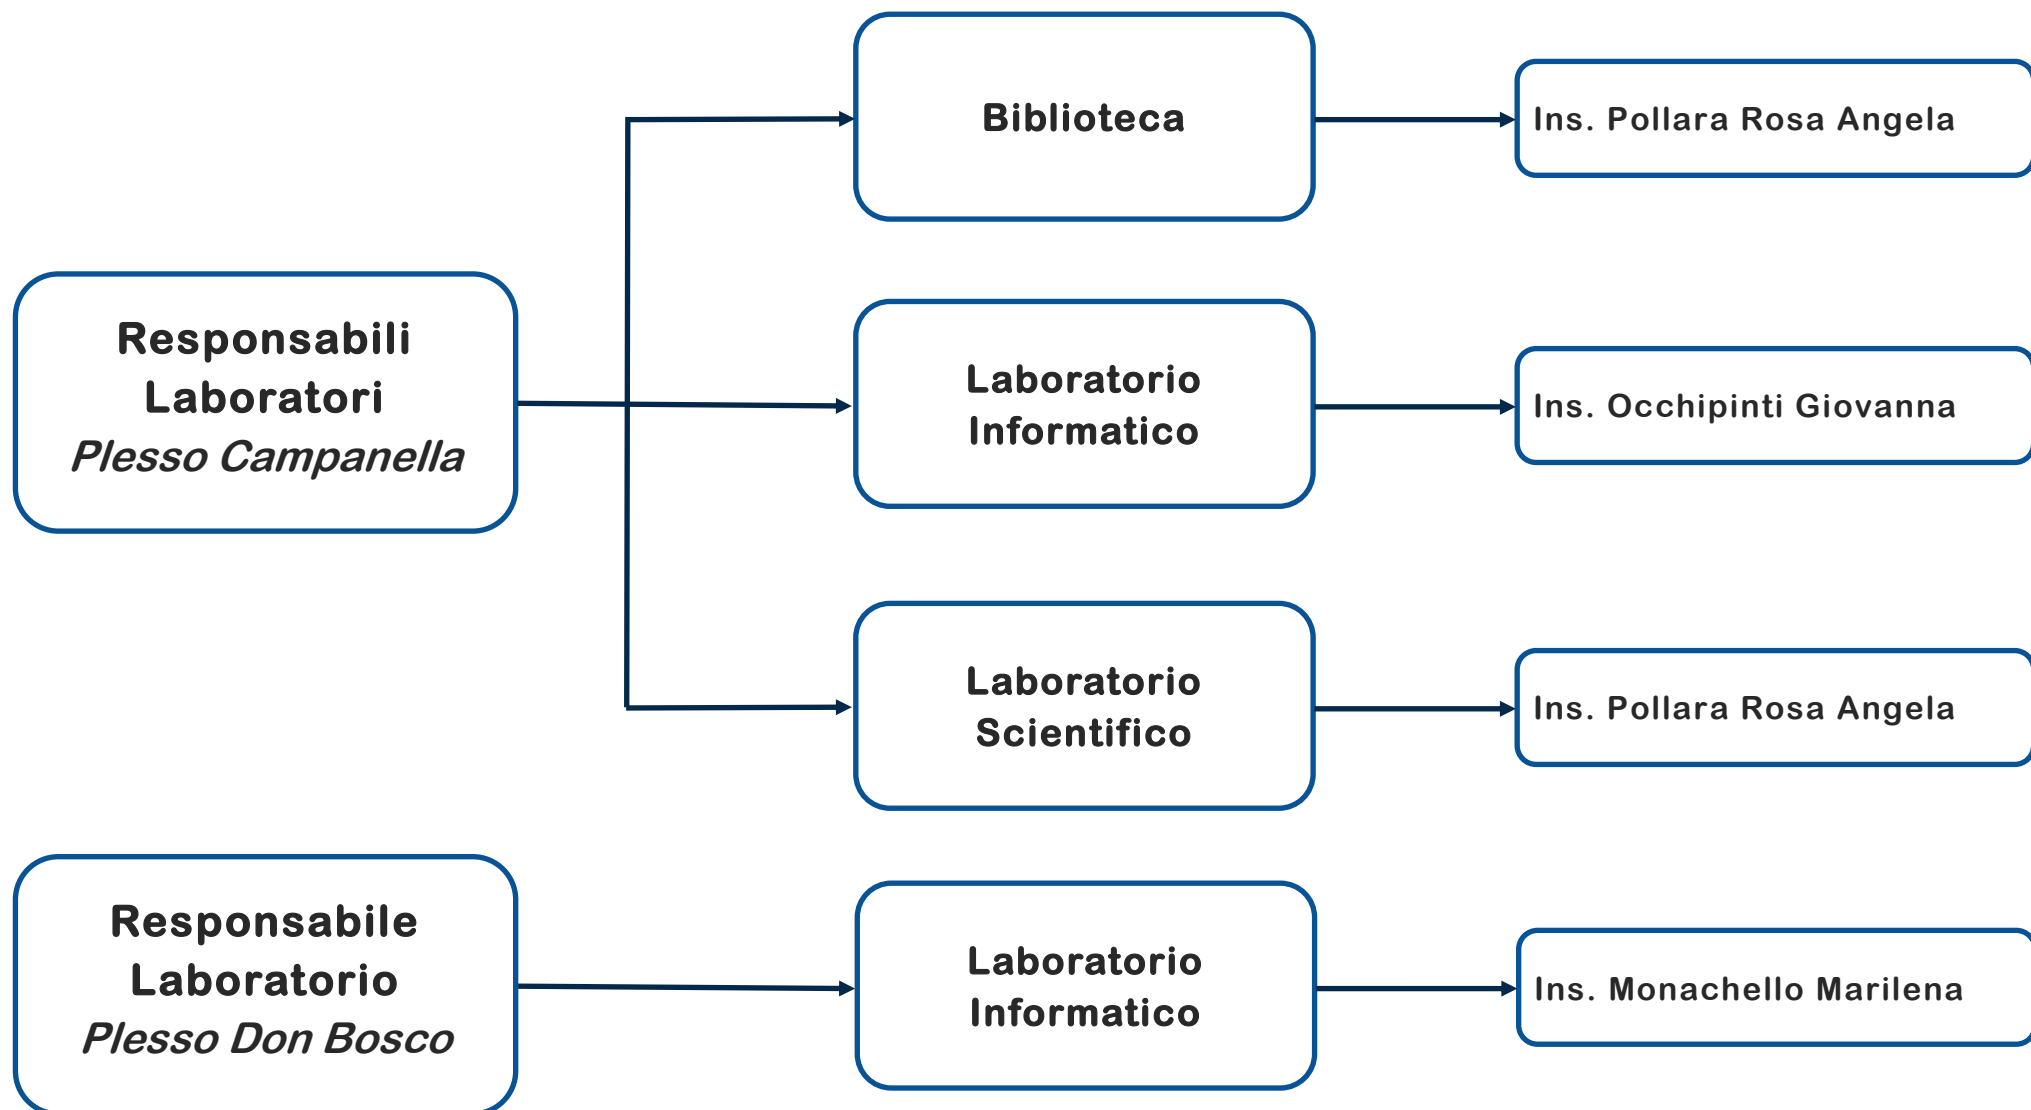 Responsabili
Laboratori
Plesso Campanella
Biblioteca
Ins. Pollara Rosa Angela
Laboratorio
Informatico
Ins. Occhipinti Giovanna
Laboratorio
Scientifico
Ins. Pollara Rosa Angela
Responsabile
Laboratorio
Plesso Don Bosco
Laboratorio
Informatico
Ins. Monachello Marilena